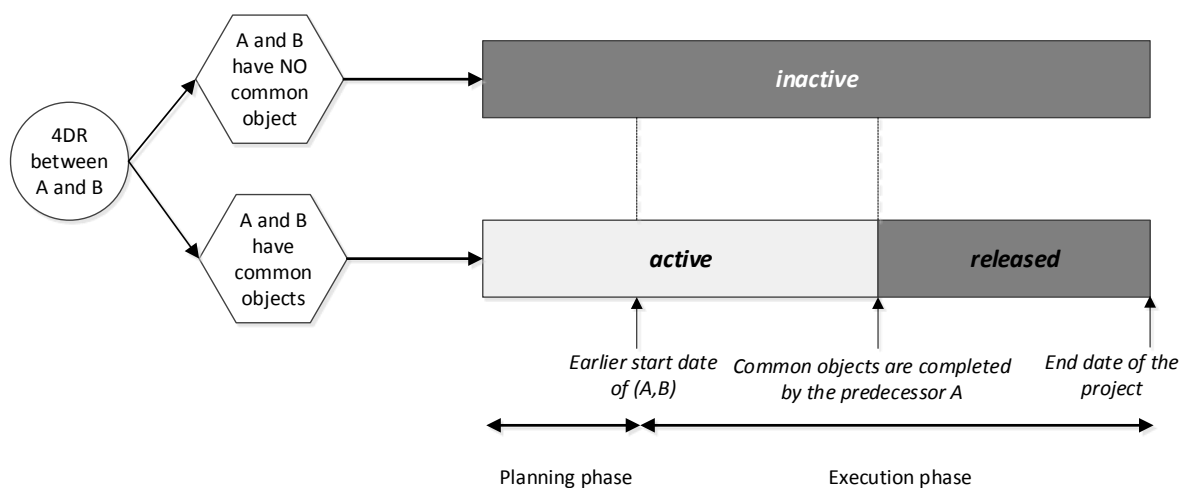 4DR
between
A and B
A and B
have NO
common
object
A and B
have
common
objects
inactive
active
released
Earlier start date
of (A,B)
Common objects are completed
by the predecessor A
End date of the
project
Planning phase
Execution phase